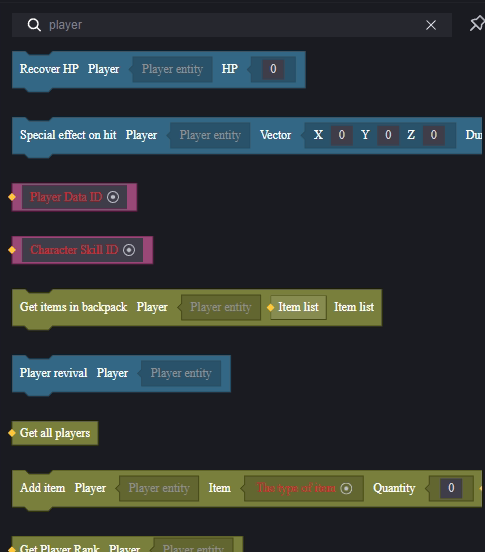 player
Recover HP Player Player entity HP 0
Special effect on hit Player Player entity Vector X 0 Y 0 Z 0 Du
Player Data ID
Character Skill ID
Get items in backpack Player Player entity Item list Item list
Player revival Player Player entity
Get all players
Add item Player Player entity Item The type of item Quantity 0
Get Player Rank Player Player entity